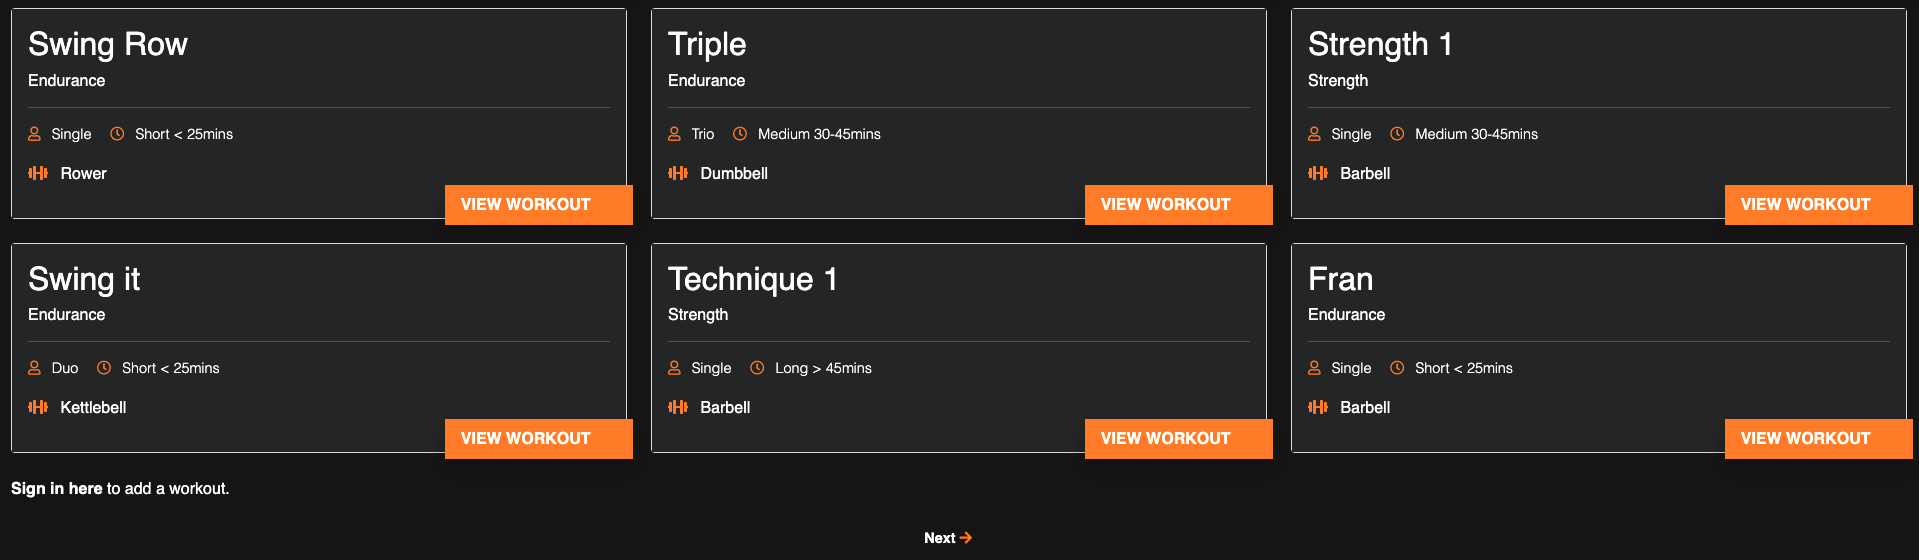 Swing Row
Endurance
Single Short < 25mins
Rower
VIEW WORKOUT
Triple
Endurance
Trio Medium 30-45mins
Dumbbell
VIEW WORKOUT
Strength 1
Strength
Single Medium 30-45mins
Barbell
VIEW WORKOUT
Swing it
Endurance
Duo Short < 25mins
Kettlebell
VIEW WORKOUT
Technique 1
Strength
Single Long > 45mins
Barbell
VIEW WORKOUT
Fran
Endurance
Single Short < 25mins
Barbell
VIEW WORKOUT
Sign in here to add a workout.
Next